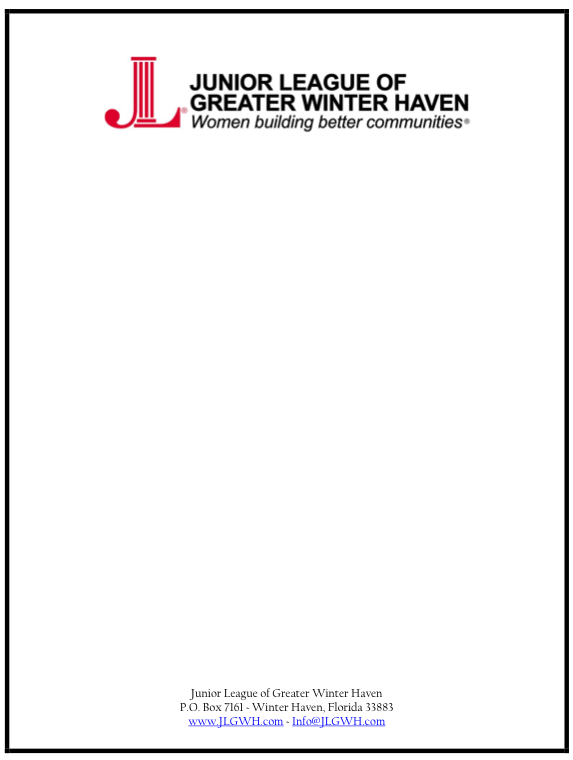 JL®
JUNIOR LEAGUE OF
GREATER WINTER HAVEN
Women building better communities®
Junior League of Greater Winter Haven
P.O. Box 7161 - Winter Haven, Florida 33883
www.JLGWH.com - Info@JLGWH.com